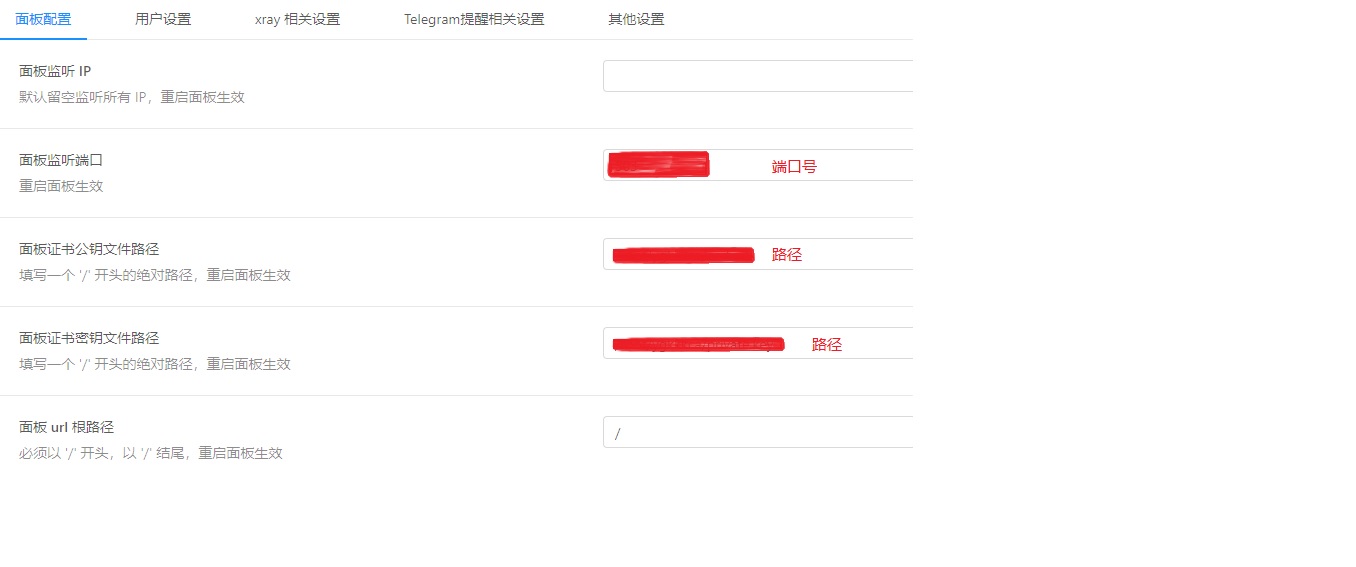 面板配置 用户设置 xray 相关设置 Telegram提醒相关设置 其他设置
面板监听 IP
默认留空监听所有 IP，重启面板生效
面板监听端口
端口号
重启面板生效
面板证书公钥文件路径
路径
填写一个 '/' 开头的绝对路径，重启面板生效
面板证书密钥文件路径
路径
填写一个 '/' 开头的绝对路径，重启面板生效
面板 url 根路径
/
必须以 '/' 开头，以 '/' 结尾，重启面板生效